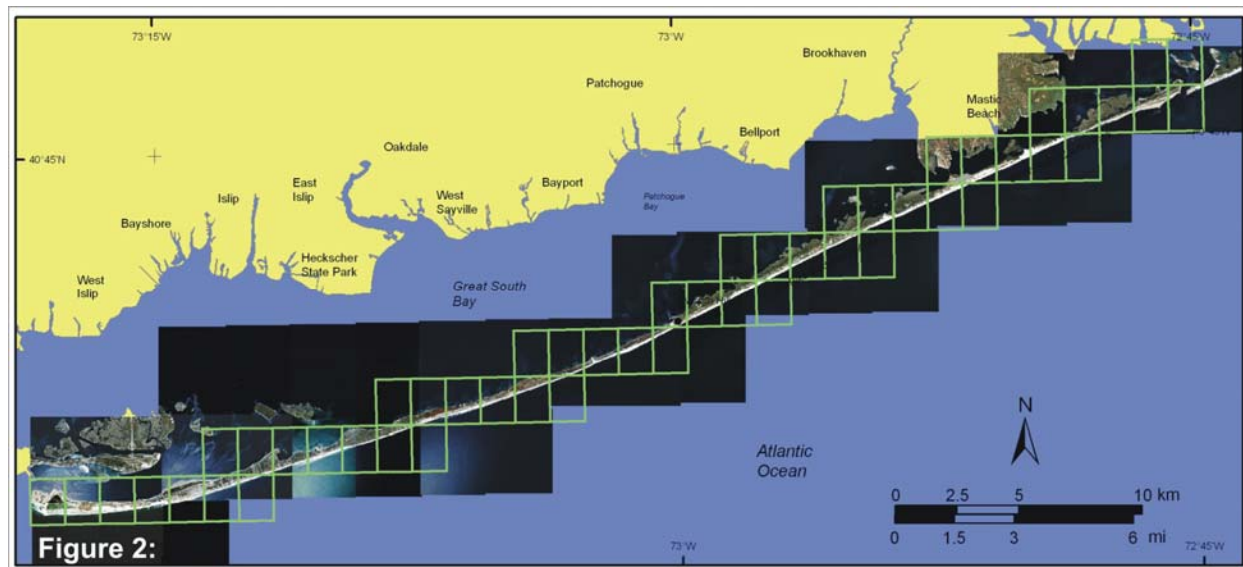 73°15'W
73°W
72°45'W
Brookhaven
Patchogue
Mastic
Beach
Bellport
40°45'N
Oakdale
East
Islip
Islip
West
Sayville
Bayport
Patchogue
Bay
Bayshore
Heckscher
State Park
West
Islip
Great South
Bay
N
Atlantic
Ocean
0 2.5 5 10 km
0 1.5 3 6 mi
Figure 2:
73°W
72°45'W